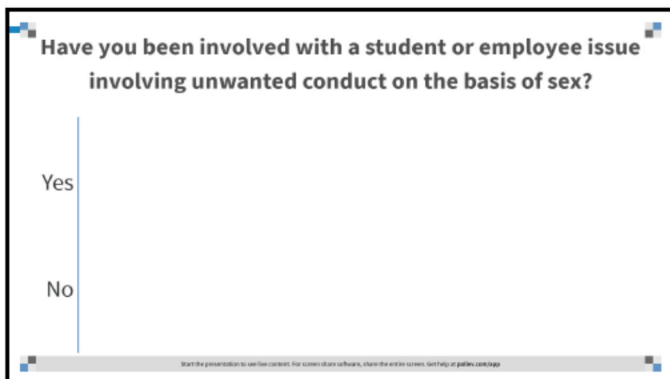 Have you been involved with a student or employee issue
involving unwanted conduct on the basis of sex?
Yes
No
Start the presentation to see live content. For screen share software, share the entire screen. Get help at pollev.com/app